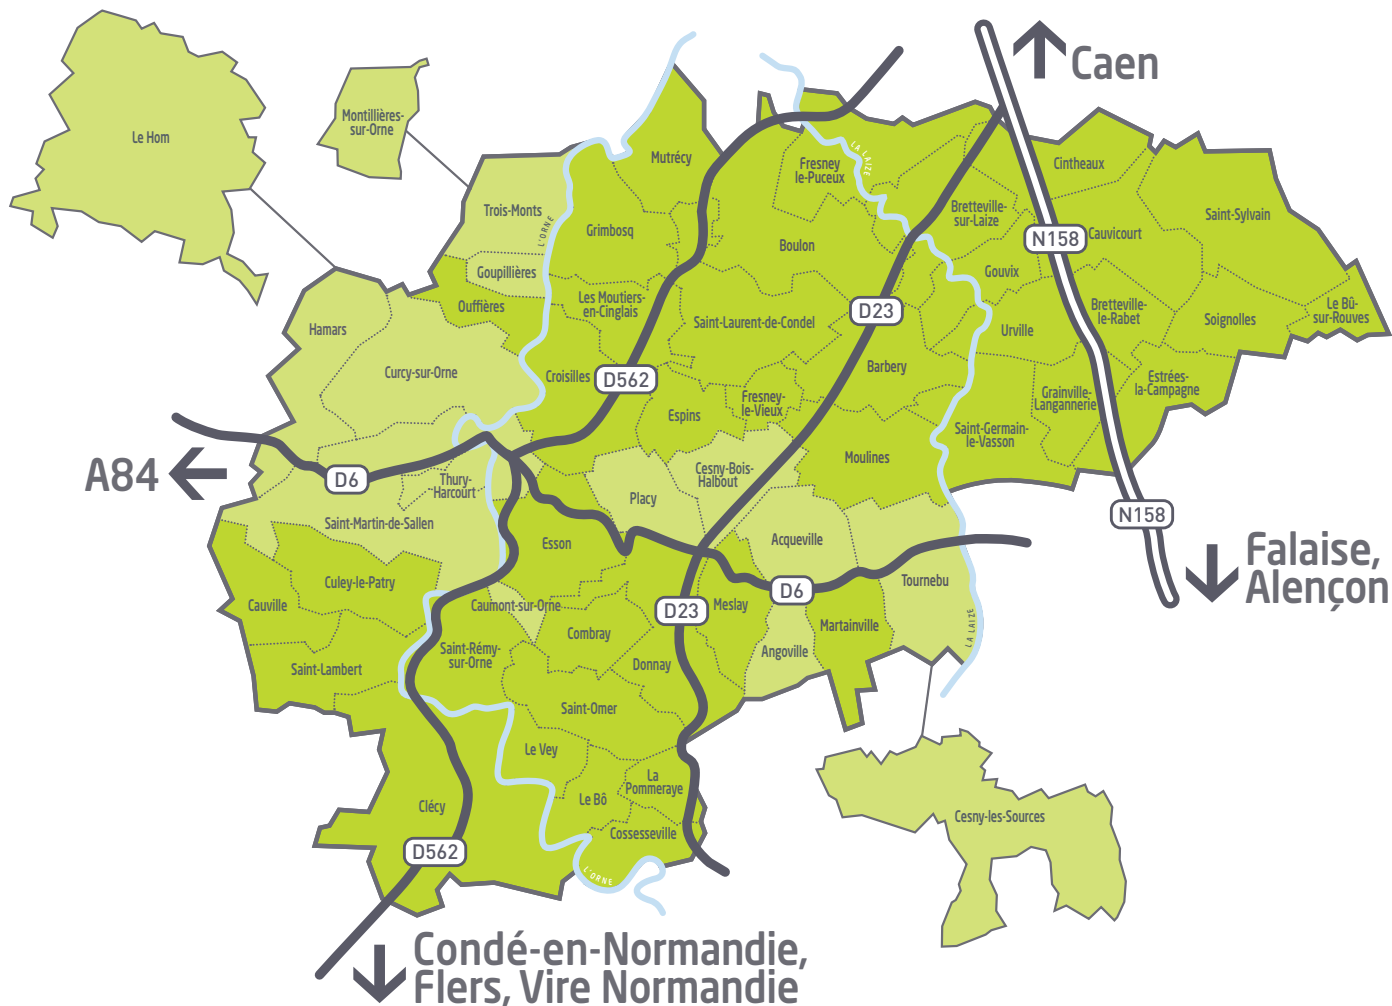 Caen
Le Hom
Montillières-
sur-Orne
Mutrécy
LA LAIZE
Fresney
le-Puceux
Cintheaux
Trois-Monts
L'ORNE
Grimbosq
Boulon
Bretteville-
sur-Laize
Saint-Sylvain
N158
Cauvicourt
Goupillières
Gouvix
Ouffières
Les Moutiers-
en-Cinglais
Saint-Laurent-de-Condel
D23
Urville
Bretteville-
le-Rabet
Soignolles
Le Bû-
sur-Rouves
Hamars
Curcy-sur-Orne
Croisilles
D562
Barbery
Espins
Fresney-
le-Vieux
Grainville-
Langannerie
Estrées-
la-Campagne
Saint-Germain-
le-Vasson
Moulines
A84
D6
Thury-
Harcourt
Placy
Cesny-Bois-
Halbout
N158
Saint-Martin-de-Sallen
Esson
Acqueville
Falaise,
Alençon
Culey-le-Patry
Cauville
Caumont-sur-Orne
D23
Meslay
D6
Tournebu
Combray
Martainville
LA LAIZE
Saint-Rémy-
sur-Orne
Saint-Lambert
Donnay
Angoville
Saint-Omer
Le Vey
La
Pommeraye
Clécy
Le Bô
Cossesseville
Cesny-les-Sources
D562
L'ORNE
Condé-en-Normandie,
Flers, Vire Normandie